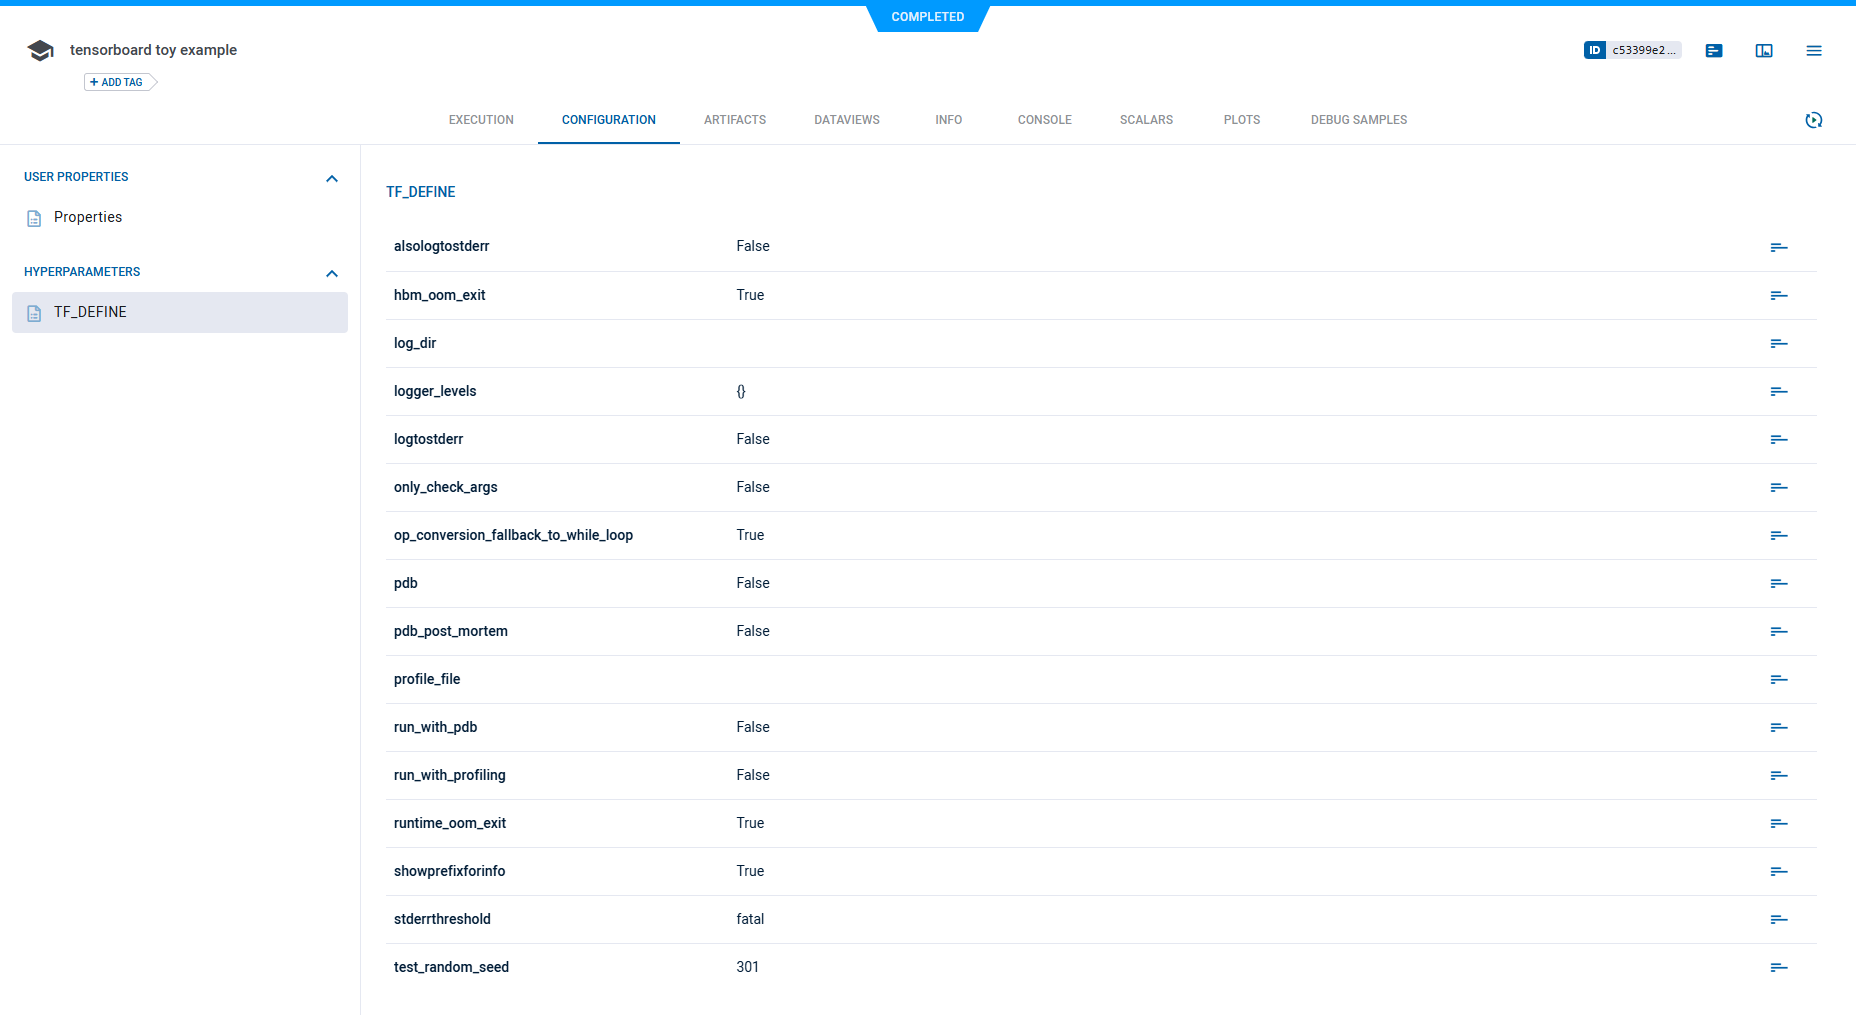 COMPLETED
tensorboard toy example
ID c53399e2...
+ ADD TAG
EXECUTION CONFIGURATION ARTIFACTS DATAVIEWS INFO CONSOLE SCALARS PLOTS DEBUG SAMPLES
USER PROPERTIES
Properties
HYPERPARAMETERS
TF_DEFINE
TF_DEFINE
alsologtostderr False
hbm_oom_exit True
log_dir
logger_levels {}
logtostderr False
only_check_args False
op_conversion_fallback_to_while_loop True
pdb False
pdb_post_mortem False
profile_file
run_with_pdb False
run_with_profiling False
runtime_oom_exit True
showprefixforinfo True
stderrthreshold fatal
test_random_seed 301